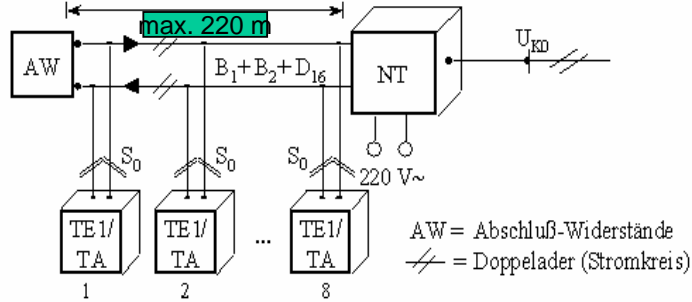 max. 220 m
AW
B₁+B₂+D₁₆
NT
U_K0
S₀
S₀
S₀
220 V~
TE1/
TA
TE1/
TA
...
TE1/
TA
1
2
8
AW = Abschluß-Widerstände
= Doppelader (Stromkreis)